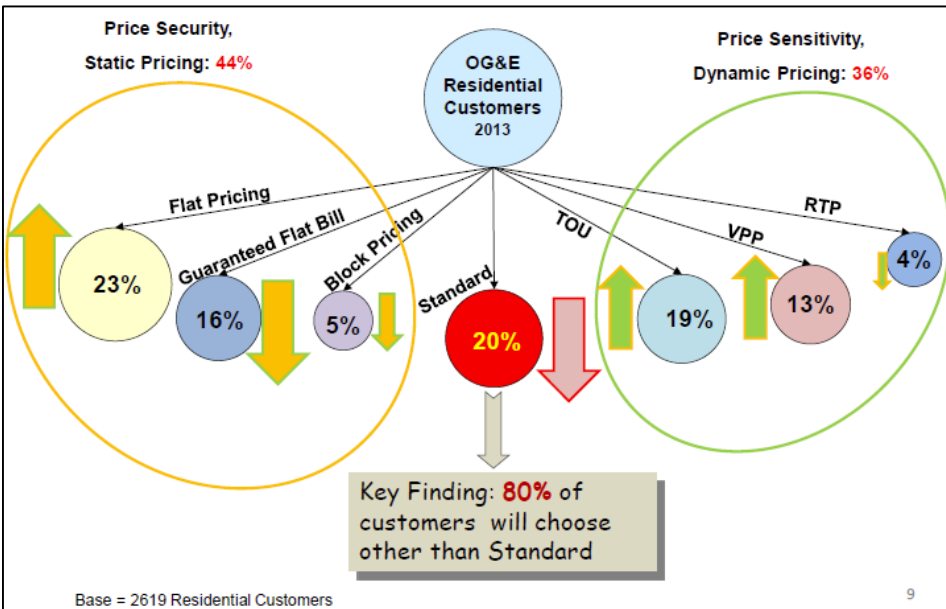 Price Security,
Static Pricing: 44%
OG&E
Residential
Customers
2013
Price Sensitivity,
Dynamic Pricing: 36%
Flat Pricing
Guaranteed Flat Bill
Block Pricing
Standard
TOU
VPP
RTP
23%
16%
5%
20%
19%
13%
4%
Key Finding: 80% of
customers will choose
other than Standard
Base = 2619 Residential Customers
9